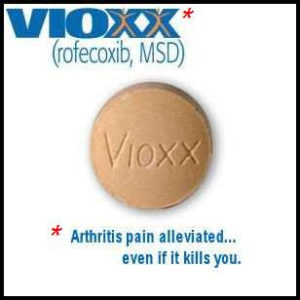 VIOXX*
(rofecoxib, MSD)
VIOXX
* Arthritis pain alleviated...
even if it kills you.